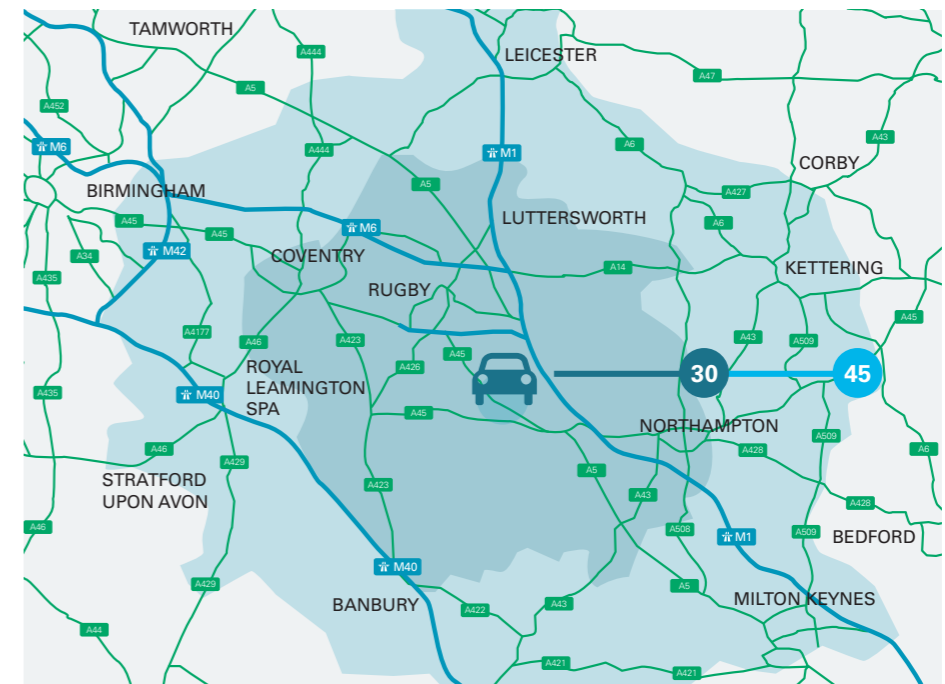 TAMWORTH
A444
LEICESTER
A5
A47
A452
M6
A444
M1
A6
A43
CORBY
A5
A427
BIRMINGHAM
A45
A45
M42
M6
LUTTERSWORTH
A6
A34
COVENTRY
A14
KETTERING
A435
RUGBY
A45
A4177
A46
A423
A45
A43
A509
A426
ROYAL
LEAMINGTON
SPA
30
45
A435
M40
A45
NORTHAMPTON
A509
A46
A429
A428
A6
STRATFORD
UPON AVON
A423
A5
A43
A428
A46
A508
M1
A509
BEDFORD
M40
A429
A5
BANBURY
A422
A43
MILTON KEYNES
A44
A421
A421